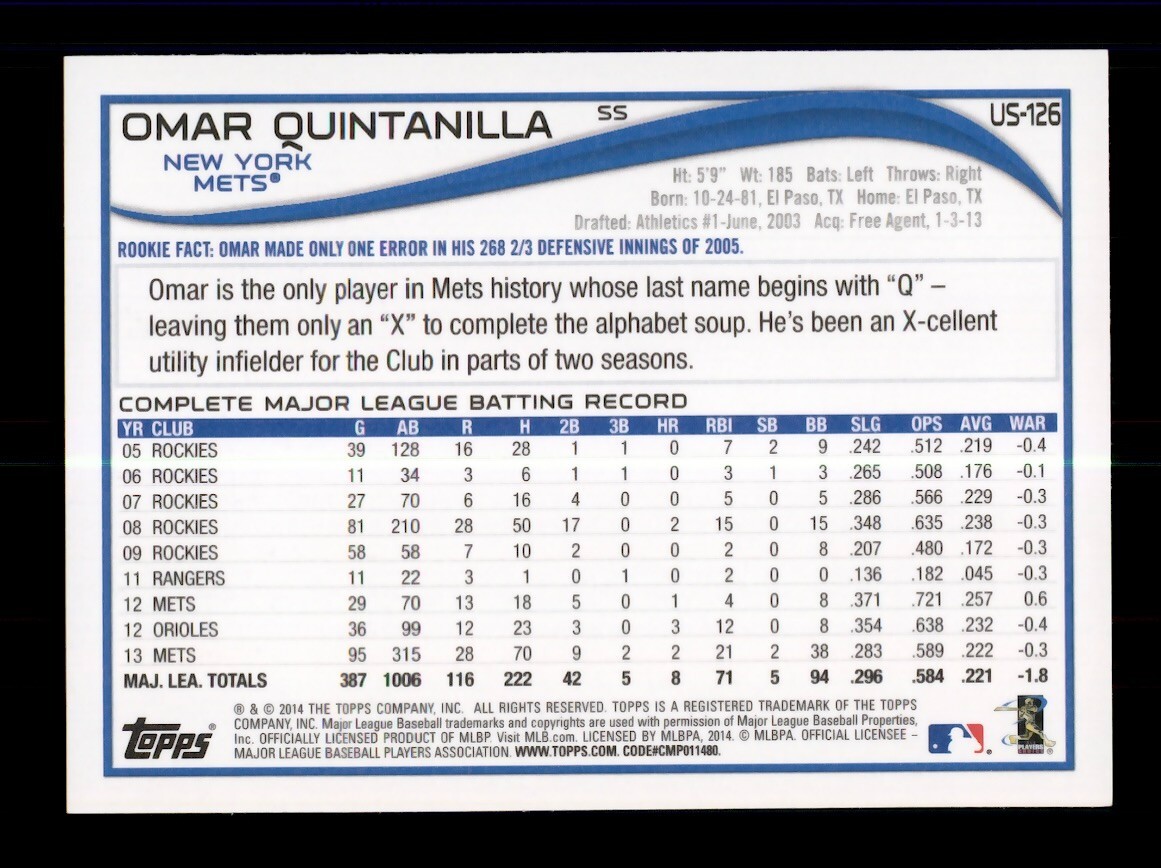 OMAR QUINTANILLA SS US-126
NEW YORK
METS®
Ht: 5'9" Wt: 185 Bats: Left Throws: Right
Born: 10-24-81, El Paso, TX Home: El Paso, TX
Drafted: Athletics #1-June, 2003 Acq: Free Agent, 1-3-13
ROOKIE FACT: OMAR MADE ONLY ONE ERROR IN HIS 268 2/3 DEFENSIVE INNINGS OF 2005.
Omar is the only player in Mets history whose last name begins with “Q” –
leaving them only an “X” to complete the alphabet soup. He's been an X-cellent
utility infielder for the Club in parts of two seasons.
COMPLETE MAJOR LEAGUE BATTING RECORD
YR CLUB G AB R H 2B 3B HR RBI SB BB SLG OPS AVG WAR
05 ROCKIES 39 128 16 28 1 1 0 7 2 9 .242 .512 .219 -0.4
06 ROCKIES 11 34 3 6 1 1 0 3 1 3 .265 .508 .176 -0.1
07 ROCKIES 27 70 6 16 4 0 0 5 0 5 .286 .566 .229 -0.3
08 ROCKIES 81 210 28 50 17 0 2 15 0 15 .348 .635 .238 -0.3
09 ROCKIES 58 58 7 10 2 0 0 2 0 8 .207 .480 .172 -0.3
11 RANGERS 11 22 3 1 0 1 0 2 0 0 .136 .182 .045 -0.3
12 METS 29 70 13 18 5 0 1 4 0 8 .371 .721 .257 0.6
12 ORIOLES 36 99 12 23 3 0 3 12 0 8 .354 .638 .232 -0.4
13 METS 95 315 28 70 9 2 2 21 2 38 .283 .589 .222 -0.3
MAJ. LEA. TOTALS 387 1006 116 222 42 5 8 71 5 94 .296 .584 .221 -1.8
® & © 2014 THE TOPPS COMPANY, INC. ALL RIGHTS RESERVED. TOPPS IS A REGISTERED TRADEMARK OF THE TOPPS
COMPANY, INC. Major League Baseball trademarks and copyrights are used with permission of Major League Baseball Properties,
Inc. OFFICIALLY LICENSED PRODUCT OF MLBP. Visit MLB.com. LICENSED BY MLBPA, 2014. © MLBPA. OFFICIAL LICENSEE –
MAJOR LEAGUE BASEBALL PLAYERS ASSOCIATION. WWW.TOPPS.COM. CODE#CMP011480.
Topps®
PLAYERS